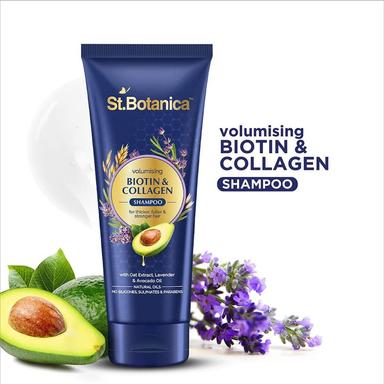 St.Botanica™
volumising
BIOTIN &
COLLAGEN
SHAMPOO
for thicker, fuller &
stronger hair
with Oat Extract, Lavender
& Avocado Oil
NATURAL OILS
NO SILICONES, SULPHATES & PARABENS
volumising
BIOTIN &
COLLAGEN
SHAMPOO